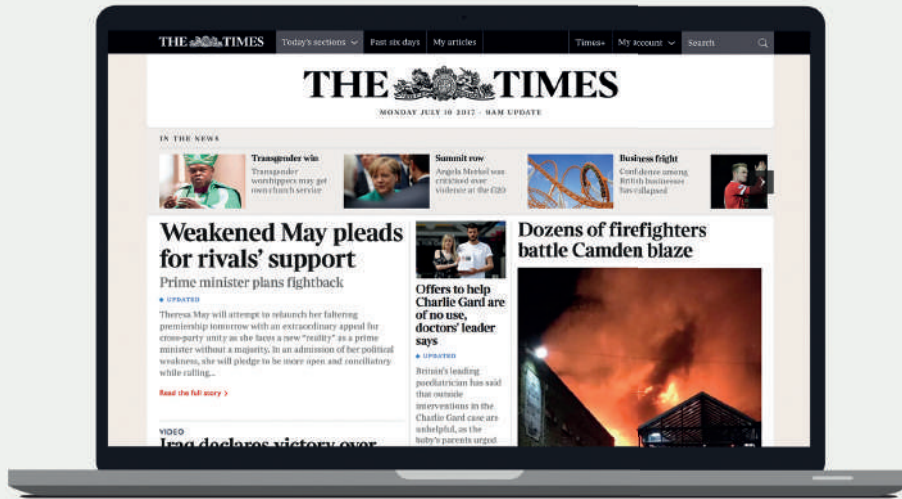 THE TIMES
Today's sections
Past six days
My articles
Times+
My account
Search
THE TIMES
MONDAY JULY 10 2017 - 9AM UPDATE
IN THE NEWS
Transgender win
Transgender
worshippers may get
own church service
Summit row
Angela Merkel was
criticised over
violence at the G20
Business fright
Confidence among
British businesses
has collapsed
Weakened May pleads
for rivals' support
Prime minister plans fightback
UPDATED
Theresa May will attempt to relaunch her faltering
premiership tomorrow with an extraordinary appeal for
cross-party unity as she faces a new "reality" as a prime
minister without a majority. In an admission of her political
weakness, she will pledge to be more open and conciliatory
while calling...
Read the full story >
VIDEO
Iraq declares victory over
Offers to help
Charlie Gard are
of no use,
doctors' leader
says
UPDATED
Britain's leading
paediatrician has said
that outside
interventions in the
Charlie Gard case are
unhelpful, as the
baby's parents urged
Dozens of firefighters
battle Camden blaze